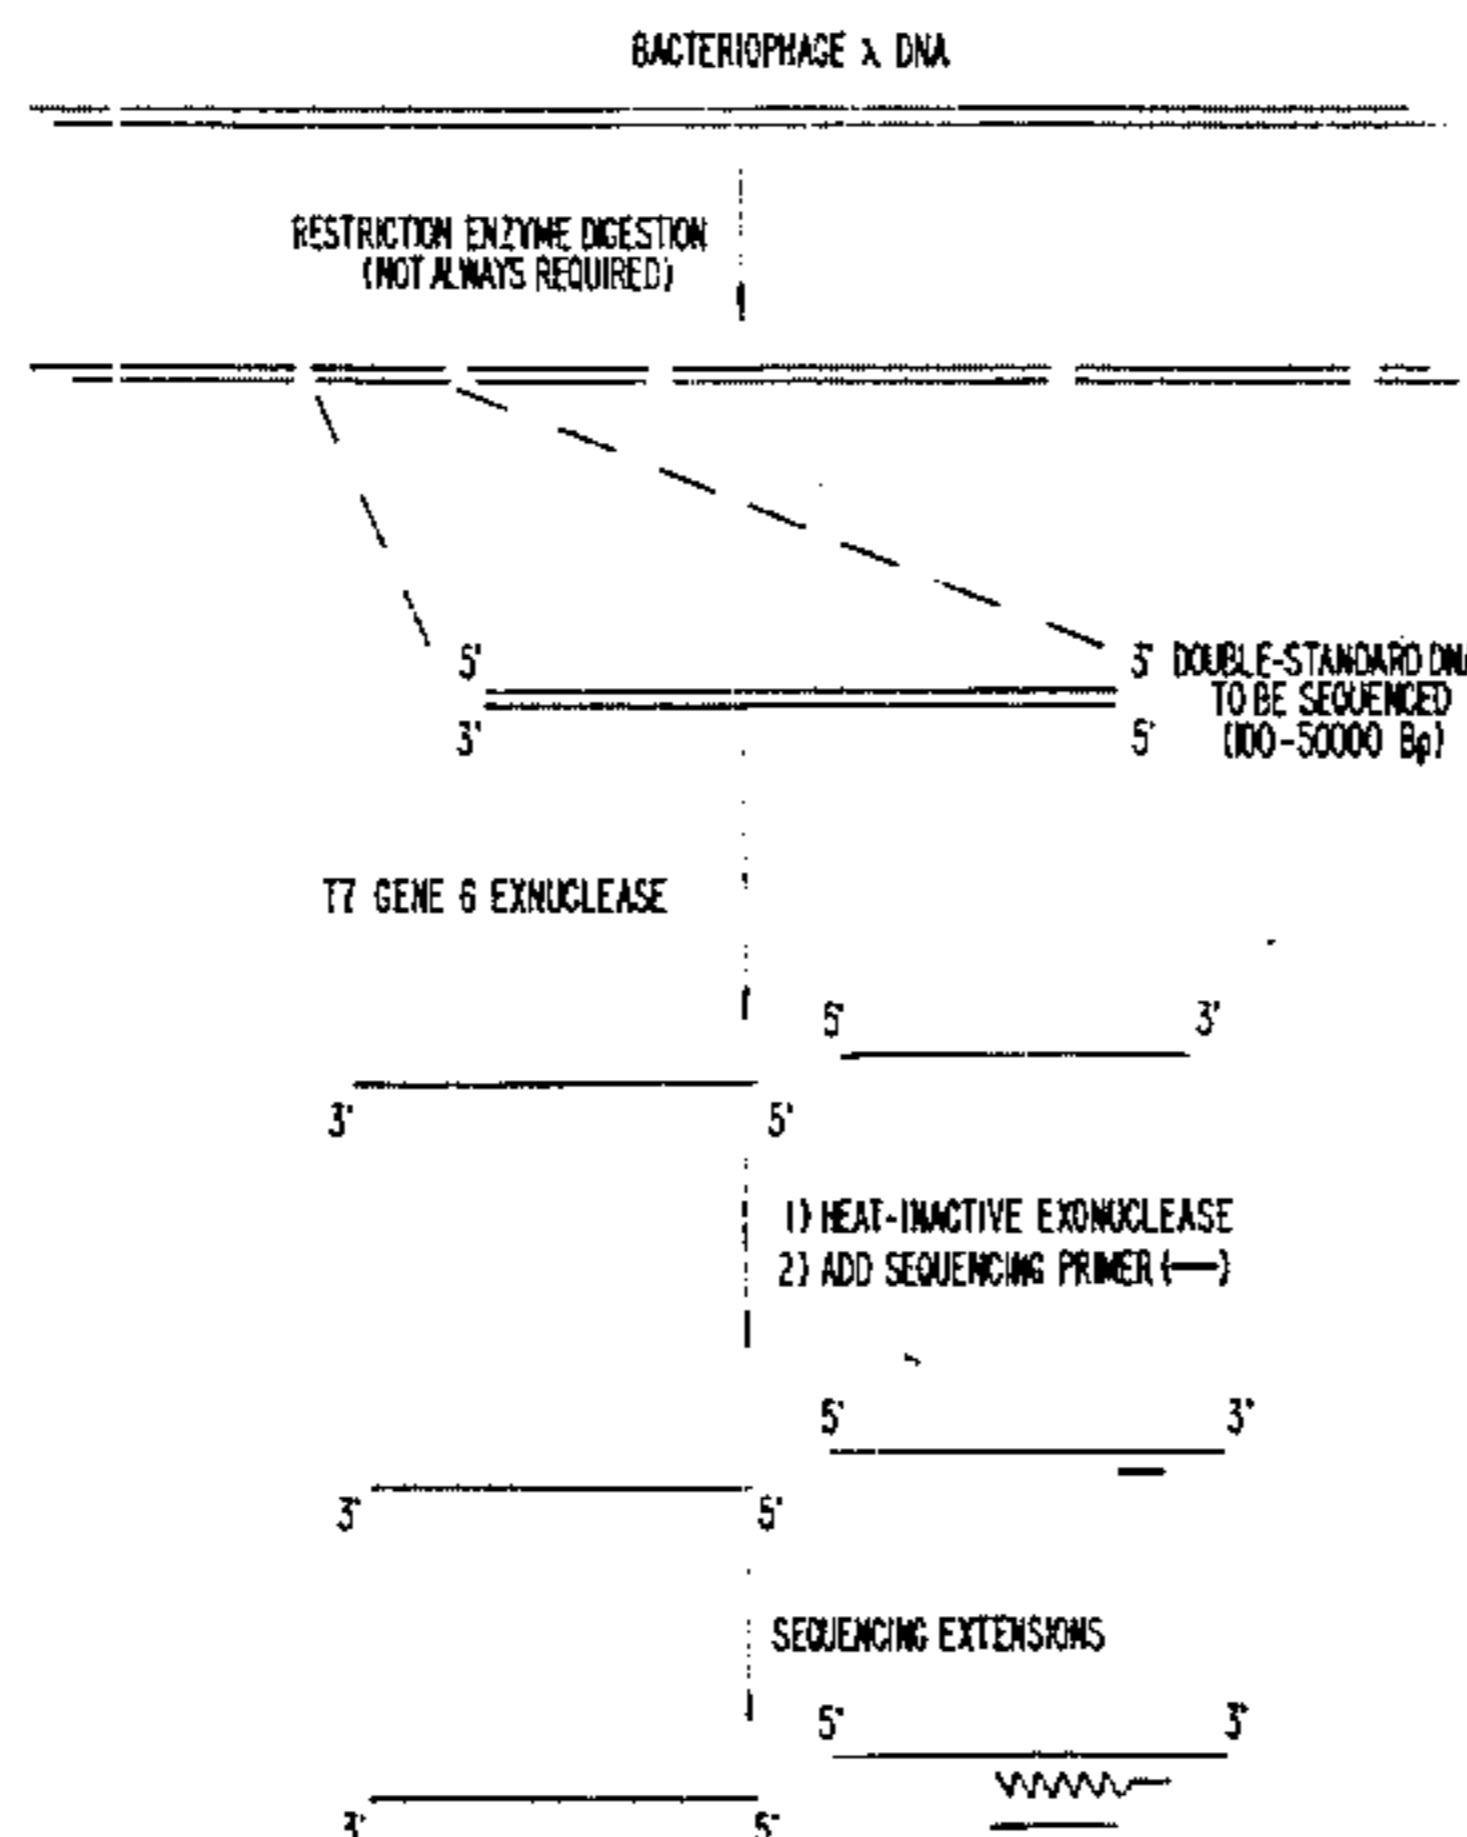 BACTERIOPHAGE λ DNA
RESTRICTION ENZYME DIGESTION
(NOT ALWAYS REQUIRED)
5' 3' DOUBLE-STANDARD DNA
TO BE SEQUENCED
3' 5' (100-50000 Bp)
T7 GENE 6 EXNUCLEASE
5' 3'
3' 5'
1) HEAT-INACTIVE EXONUCLEASE
2) ADD SEQUENCING PRIMER (—)
5' 3'
3' 5'
SEQUENCING EXTENSIONS
5' 3'
3' 5'